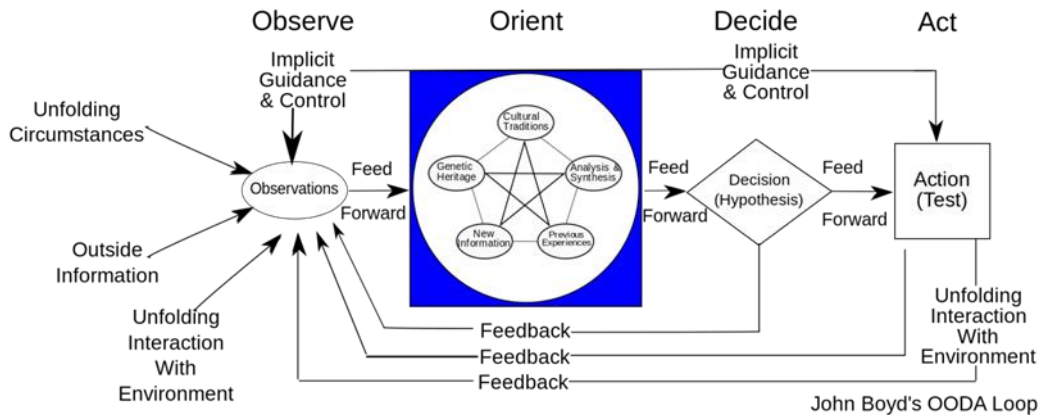 Observe
Orient
Decide
Act
Implicit
Guidance
& Control
Implicit
Guidance
& Control
Unfolding
Circumstances
Observations
Feed
Forward
Cultural
Traditions
Genetic
Heritage
Analysis &
Synthesis
New
Information
Previous
Experiences
Feed
Forward
Decision
(Hypothesis)
Feed
Forward
Action
(Test)
Outside
Information
Unfolding
Interaction
With
Environment
Feedback
Feedback
Feedback
Unfolding
Interaction
With
Environment
John Boyd's OODA Loop